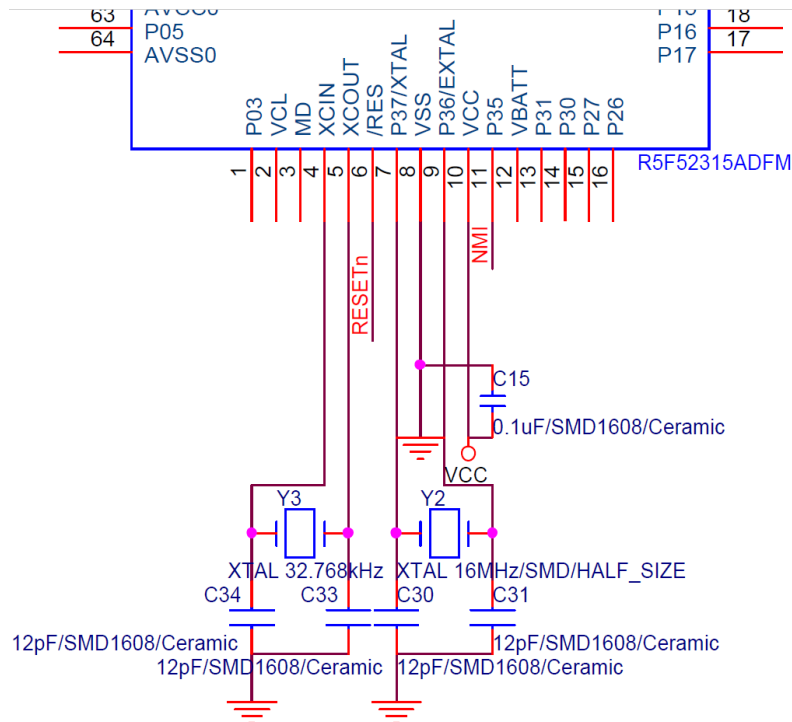 63
AVCC0
P15
18
P05
P16
64
17
AVSS0
P17
P03
VCL
MD
XCIN
XCOUT
/RES
P37/XTAL
VSS
P36/EXTAL
VCC
P35
VBATT
P31
P30
P27
P26
R5F52315ADFM
1
2
3
4
5
6
7
8
9
10
11
12
13
14
15
16
RESETn
NMI
C15
0.1uF/SMD1608/Ceramic
VCC
Y3
Y2
XTAL 32.768kHz
XTAL 16MHz/SMD/HALF_SIZE
C34
C33
C30
C31
12pF/SMD1608/Ceramic
12pF/SMD1608/Ceramic
12pF/SMD1608/Ceramic
12pF/SMD1608/Ceramic